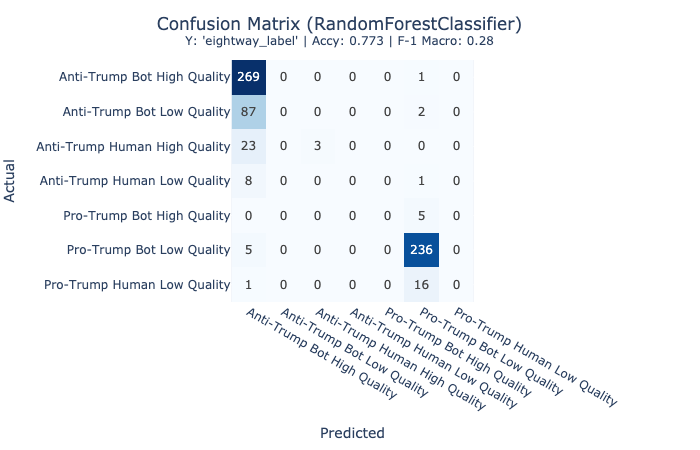 Confusion Matrix (RandomForestClassifier)
Y: 'eightway_label' | Accy: 0.773 | F-1 Macro: 0.28
Actual
Anti-Trump Bot High Quality 269 0 0 0 0 1 0
Anti-Trump Bot Low Quality 87 0 0 0 0 2 0
Anti-Trump Human High Quality 23 0 3 0 0 0 0
Anti-Trump Human Low Quality 8 0 0 0 0 1 0
Pro-Trump Bot High Quality 0 0 0 0 0 5 0
Pro-Trump Bot Low Quality 5 0 0 0 0 236 0
Pro-Trump Human Low Quality 1 0 0 0 0 16 0
Anti-Trump Bot High Quality
Anti-Trump Bot Low Quality
Anti-Trump Human High Quality
Anti-Trump Human Low Quality
Pro-Trump Bot High Quality
Pro-Trump Bot Low Quality
Pro-Trump Human Low Quality
Predicted